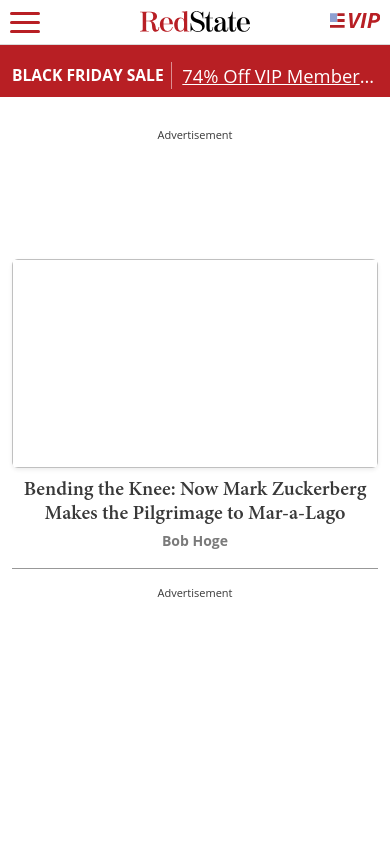 RedState
VIP
BLACK FRIDAY SALE
74% Off VIP Member...
Advertisement
Bending the Knee: Now Mark Zuckerberg
Makes the Pilgrimage to Mar-a-Lago
Bob Hoge
Advertisement